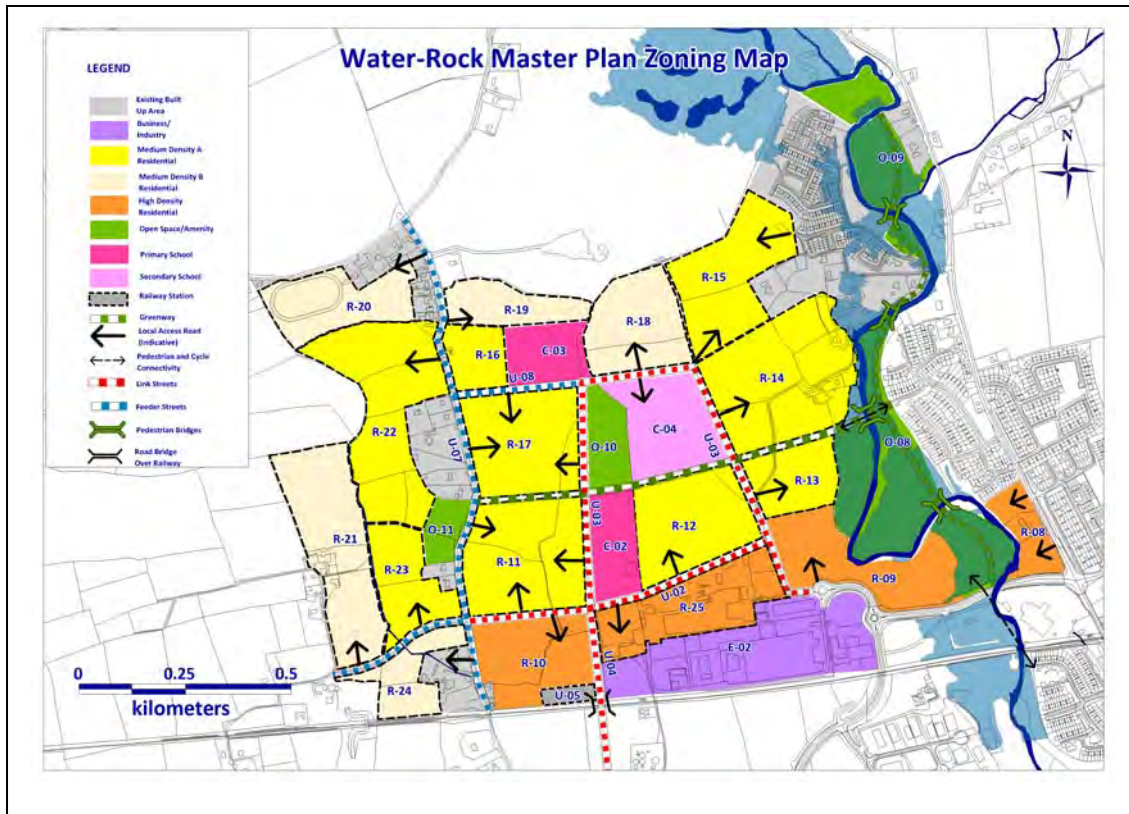 Water-Rock Master Plan Zoning Map
LEGEND
Existing Built
Up Area
Business/
Industry
Medium Density A
Residential
Medium Density B
Residential
High Density
Residential
Open Space/Amenity
Primary School
Secondary School
Railway Station
Greenway
Local Access Road
(Indicative)
Pedestrian and Cycle
Connectivity
Link Streets
Feeder Streets
Pedestrian Bridges
Road Bridge
Over Railway
N
O-09
R-15
R-20
R-19
R-18
R-16
C-03
U-08
R-14
R-22
U-07
R-17
O-10
C-04
U-03
O-08
R-13
O-11
U-03
R-12
R-08
R-21
R-11
C-02
R-23
R-09
U-02
R-25
R-10
U-04
E-02
R-24
U-05
0 0.25 0.5
kilometers